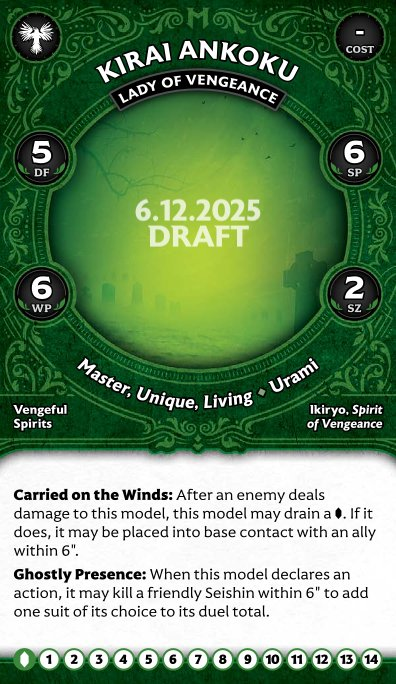 -
COST
KIRAI ANKOKU
LADY OF VENGEANCE
5
DF
6
SP
6.12.2025
DRAFT
6
WP
2
SZ
Master, Unique, Living ◆ Urami
Vengeful
Spirits
Ikiryo, Spirit
of Vengeance
Carried on the Winds: After an enemy deals
damage to this model, this model may drain a ⬮. If it
does, it may be placed into base contact with an ally
within 6".
Ghostly Presence: When this model declares an
action, it may kill a friendly Seishin within 6" to add
one suit of its choice to its duel total.
1 2 3 4 5 6 7 8 9 10 11 12 13 14